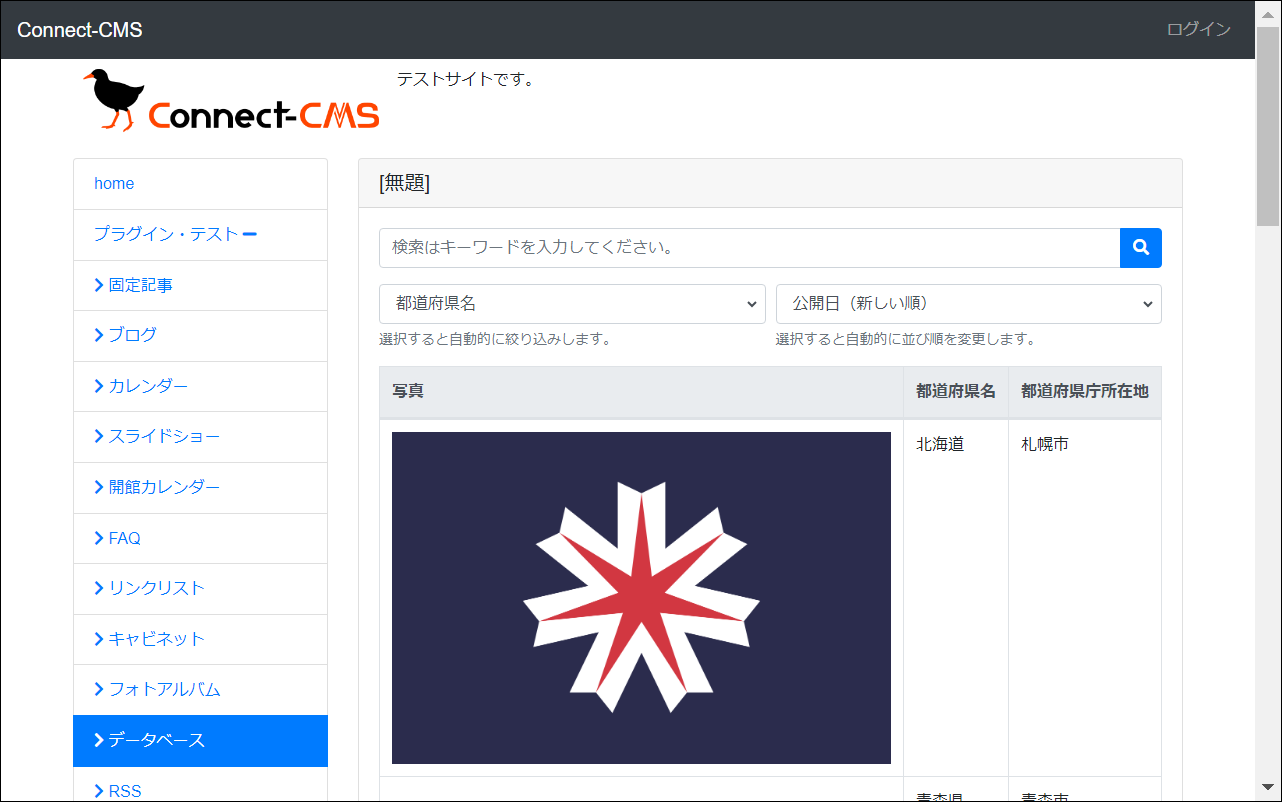 Connect-CMS
ログイン
Connect-CMS
テストサイトです。
home
プラグイン・テスト
固定記事
ブログ
カレンダー
スライドショー
開館カレンダー
FAQ
リンクリスト
キャビネット
フォトアルバム
データベース
RSS
[無題]
検索はキーワードを入力してください。
都道府県名
公開日（新しい順）
選択すると自動的に絞り込みします。
選択すると自動的に並び順を変更します。
写真 都道府県名 都道府県庁所在地
北海道 札幌市
青森県 青森市